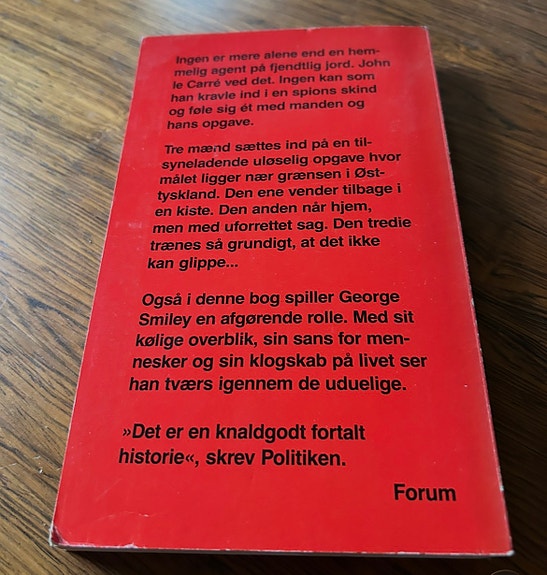 Ingen er mere alene end en hem-
melig agent på fjendtlig jord. John
le Carré ved det. Ingen kan som
han kravle ind i en spions skind
og føle sig ét med manden og
hans opgave.
Tre mænd sættes ind på en til-
syneladende uløselig opgave hvor
målet ligger nær grænsen i Øst-
tyskland. Den ene vender tilbage i
en kiste. Den anden når hjem,
men med uforrettet sag. Den tredie
trænes så grundigt, at det ikke
kan glippe...
Også i denne bog spiller George
Smiley en afgørende rolle. Med sit
kølige overblik, sin sans for men-
nesker og sin klogskab på livet ser
han tværs igennem de uduelige.
»Det er en knaldgodt fortalt
historie«, skrev Politiken.
Forum